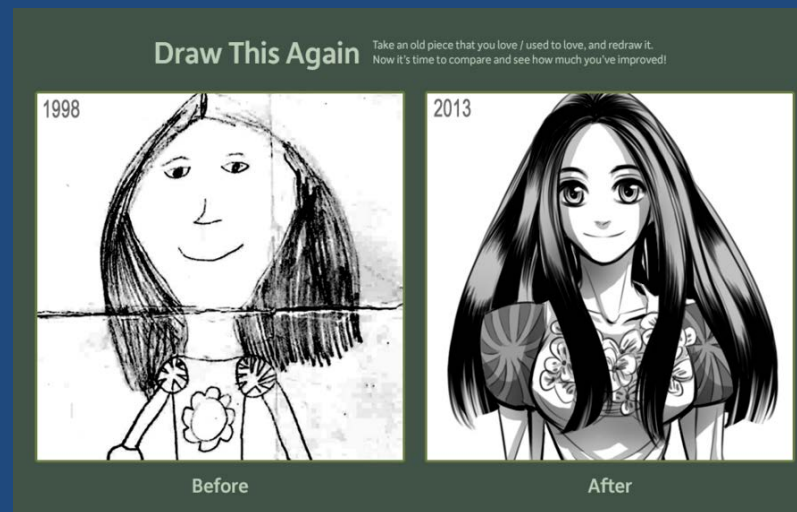 Draw This Again
Take an old piece that you love / used to love, and redraw it.
Now it's time to compare and see how much you've improved!
1998
2013
Before
After